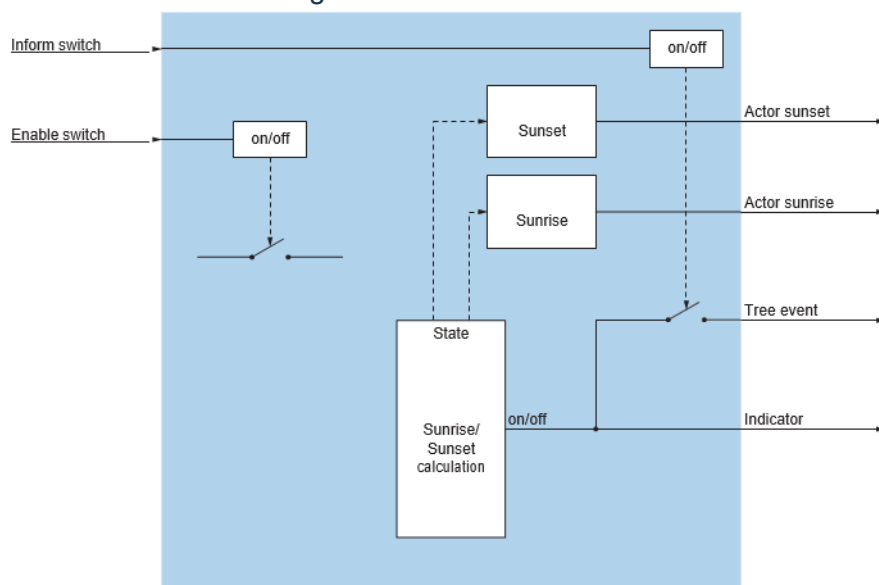 Inform switch
on/off
Actor sunset
Sunset
Enable switch
on/off
Actor sunrise
Sunrise
Tree event
State
on/off
Indicator
Sunrise/
Sunset
calculation